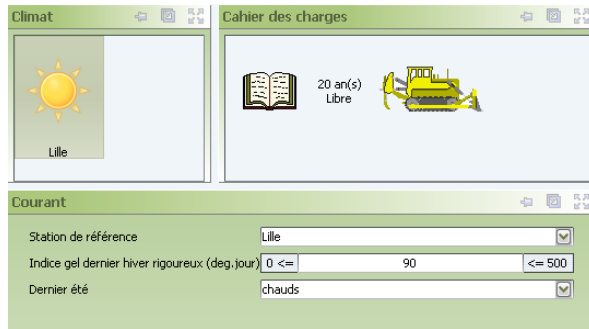 Climat
Cahier des charges
20 an(s)
Libre
Lille
Courant
Station de référence Lille
Indice gel dernier hiver rigoureux (deg.jour) 0 <= 90 <= 500
Dernier été chauds